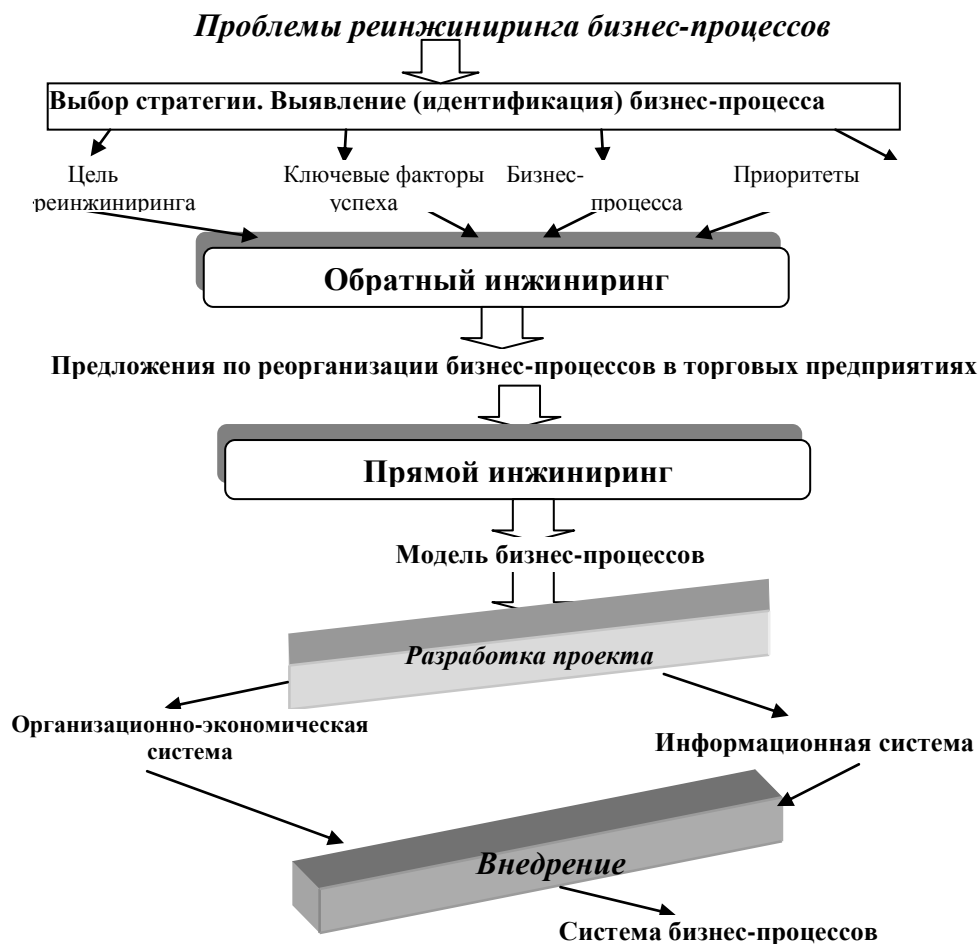 Проблемы реинжиниринга бизнес-процессов
Выбор стратегии. Выявление (идентификация) бизнес-процесса
Цель
реинжиниринга
Ключевые факторы
успеха
Бизнес-
процесса
Приоритеты
Обратный инжиниринг
Предложения по реорганизации бизнес-процессов в торговых предприятиях
Прямой инжиниринг
Модель бизнес-процессов
Разработка проекта
Организационно-экономическая
система
Информационная система
Внедрение
Система бизнес-процессов